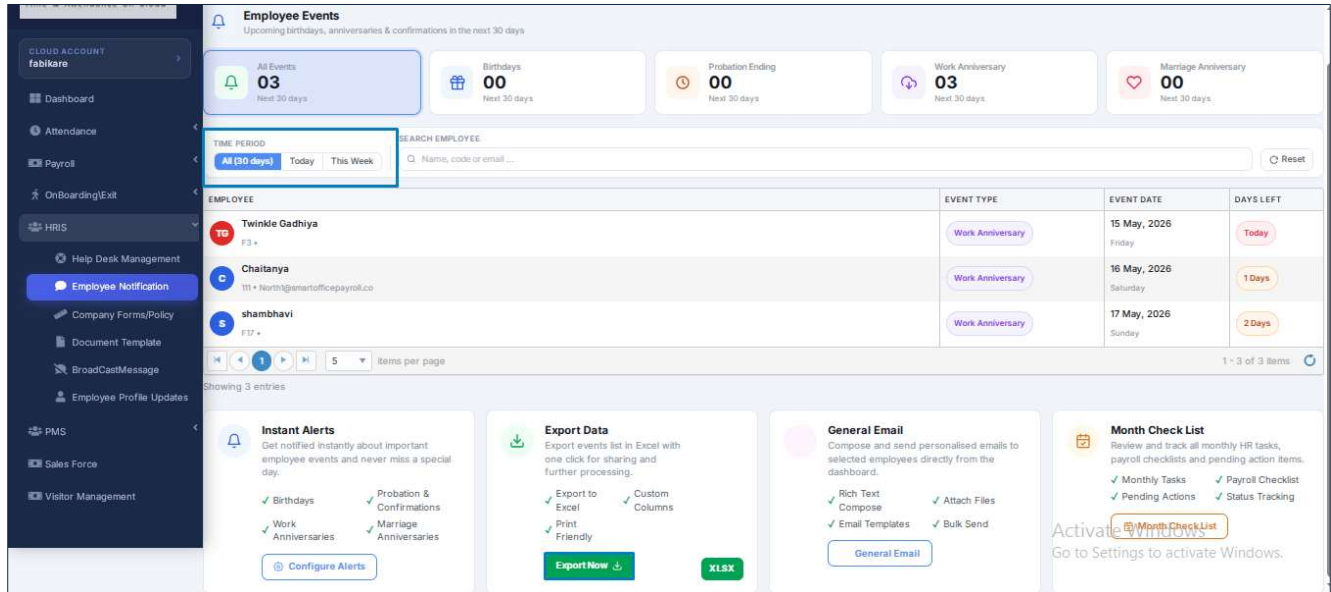 CLOUD ACCOUNT
fabikare
Dashboard
Attendance
Payroll
OnBoarding\Exit
HRIS
Help Desk Management
Employee Notification
Company Forms/Policy
Document Template
BroadCastMessage
Employee Profile Updates
PMS
Sales Force
Visitor Management
Employee Events
Upcoming birthdays, anniversaries & confirmations in the next 30 days
All Events
03
Next 30 days
Birthdays
00
Next 30 days
Probation Ending
00
Next 30 days
Work Anniversary
03
Next 30 days
Marriage Anniversary
00
Next 30 days
TIME PERIOD
All (30 days) Today This Week
SEARCH EMPLOYEE
Name, code or email ....
Reset
EMPLOYEE EVENT TYPE EVENT DATE DAYS LEFT
TG Twinkle Gadhiya Work Anniversary 15 May, 2026 Today
F3 • Friday
C Chaitanya Work Anniversary 16 May, 2026 1 Days
111 • North1@smartofficepayroll.co Saturday
S shambhavi Work Anniversary 17 May, 2026 2 Days
F17 • Sunday
1 5 items per page 1 - 3 of 3 items
Showing 3 entries
Instant Alerts
Get notified instantly about important
employee events and never miss a special
day.
✓ Birthdays
✓ Probation &
Confirmations
✓ Work
Anniversaries
✓ Marriage
Anniversaries
Configure Alerts
Export Data
Export events list in Excel with
one click for sharing and
further processing.
✓ Export to
Excel
✓ Custom
Columns
✓ Print
Friendly
Export Now
XLSX
General Email
Compose and send personalised emails to
selected employees directly from the
dashboard.
✓ Rich Text
Compose
✓ Attach Files
✓ Email Templates
✓ Bulk Send
General Email
Month Check List
Review and track all monthly HR tasks,
payroll checklists and pending action items.
✓ Monthly Tasks
✓ Payroll Checklist
✓ Pending Actions
✓ Status Tracking
Month Check List
Activate Windows
Go to Settings to activate Windows.